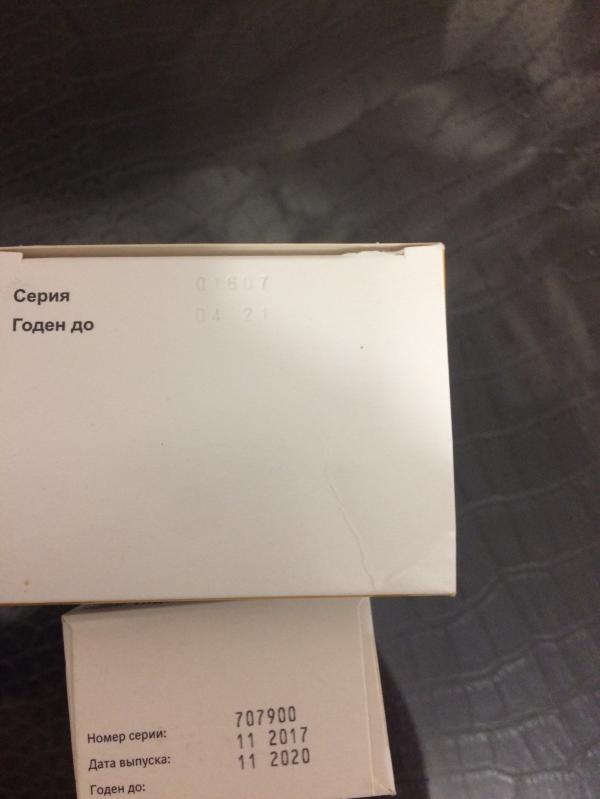 Серия 01607
Годен до 04 21
Номер серии: 707900
Дата выпуска: 11 2017
Годен до: 11 2020